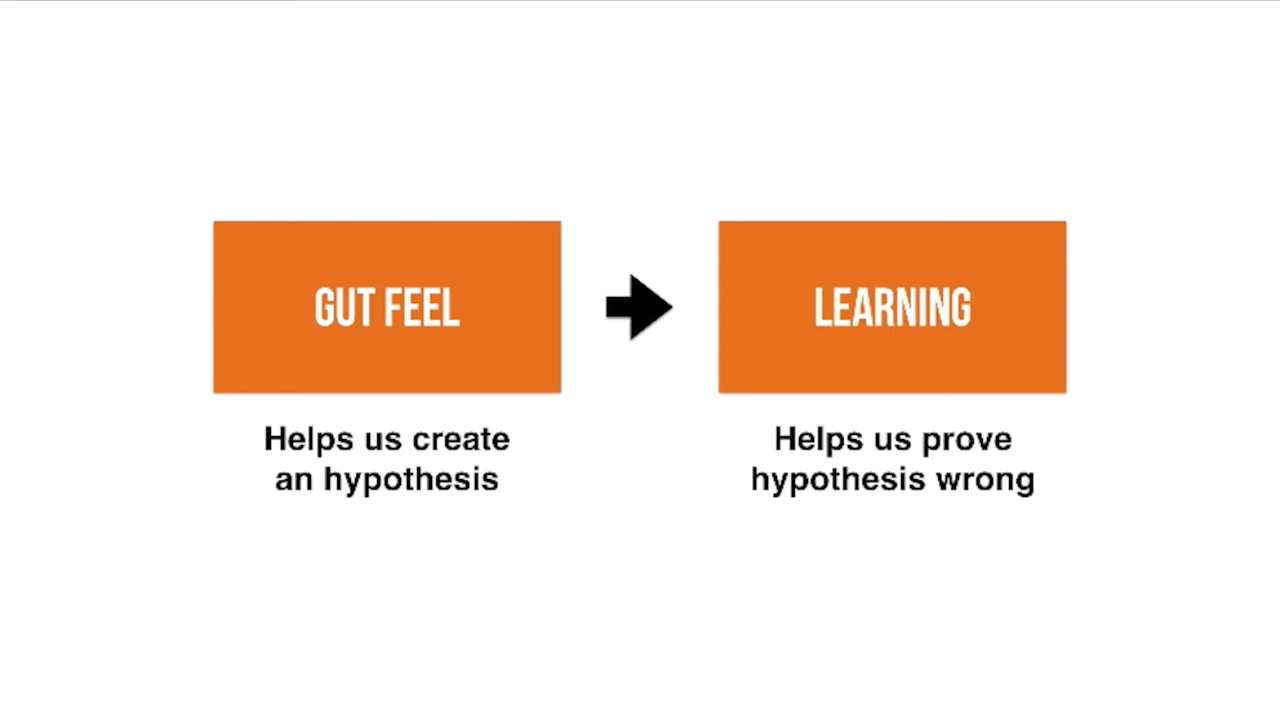 GUT FEEL
LEARNING
Helps us create
an hypothesis
Helps us prove
hypothesis wrong